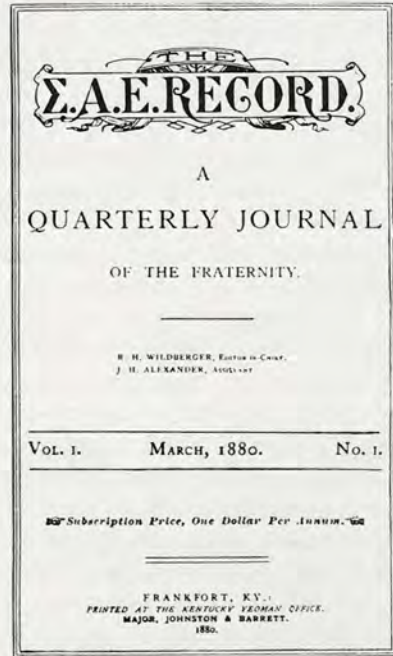 THE
Σ.A.E. RECORD.
A
QUARTERLY JOURNAL
OF THE FRATERNITY.
R. H. WILDBERGER, EDITOR IN CHIEF.
J. H. ALEXANDER, ASSISTANT
VOL. I. MARCH, 1880. NO. I.
Subscription Price, One Dollar Per Annum.
FRANKFORT, KY.:
PRINTED AT THE KENTUCKY YEOMAN OFFICE.
MAJOR, JOHNSTON & BARRETT.
1880.